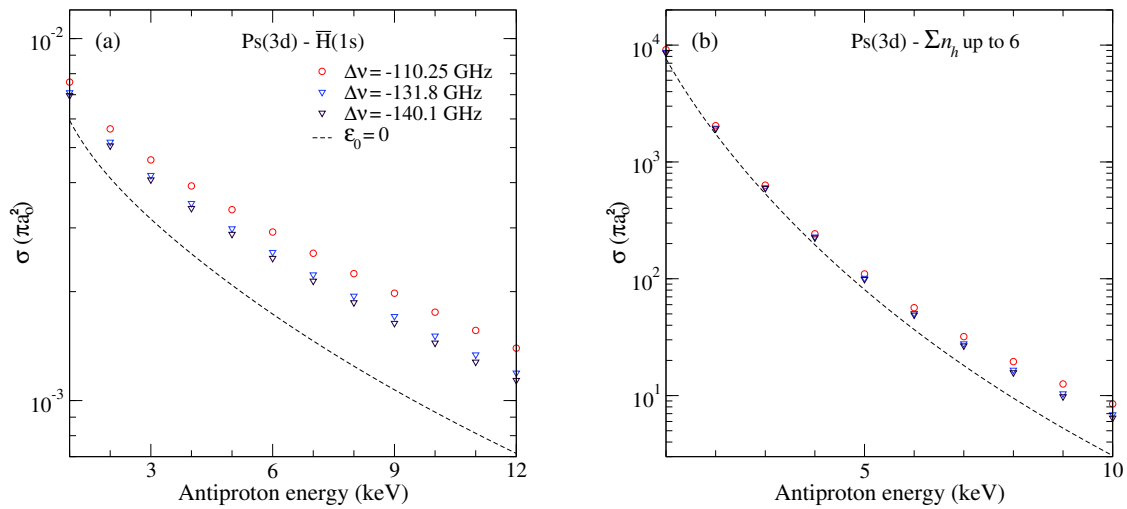 (a)
Ps(3d) - H̅(1s)
Δν= -110.25 GHz
Δν= -131.8 GHz
Δν= -140.1 GHz
ε₀= 0
10⁻²
10⁻³
σ (πa₀²)
3
6
9
12
Antiproton energy (keV)
(b)
Ps(3d) - Σnₕ up to 6
10⁴
10³
10²
10¹
σ (πa₀²)
5
10
Antiproton energy (keV)